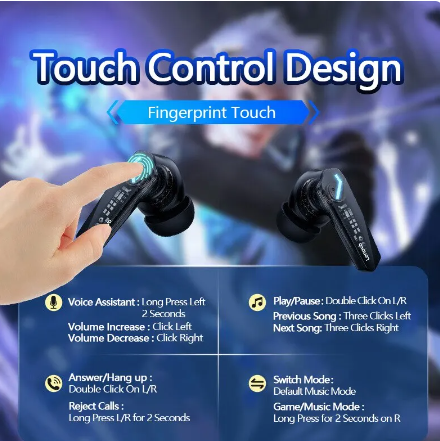 Touch Control Design
Fingerprint Touch
Voice Assistant : Long Press Left
2 Seconds
Volume Increase : Click Left
Volume Decrease : Click Right
Play/Pause : Double Click On L/R
Previous Song : Three Clicks Left
Next Song: Three Clicks Right
Answer/Hang up :
Double Click On L/R
Reject Calls :
Long Press L/R for 2 Seconds
Switch Mode :
Default Music Mode
Game/Music Mode :
Long Press for 2 Seconds on R